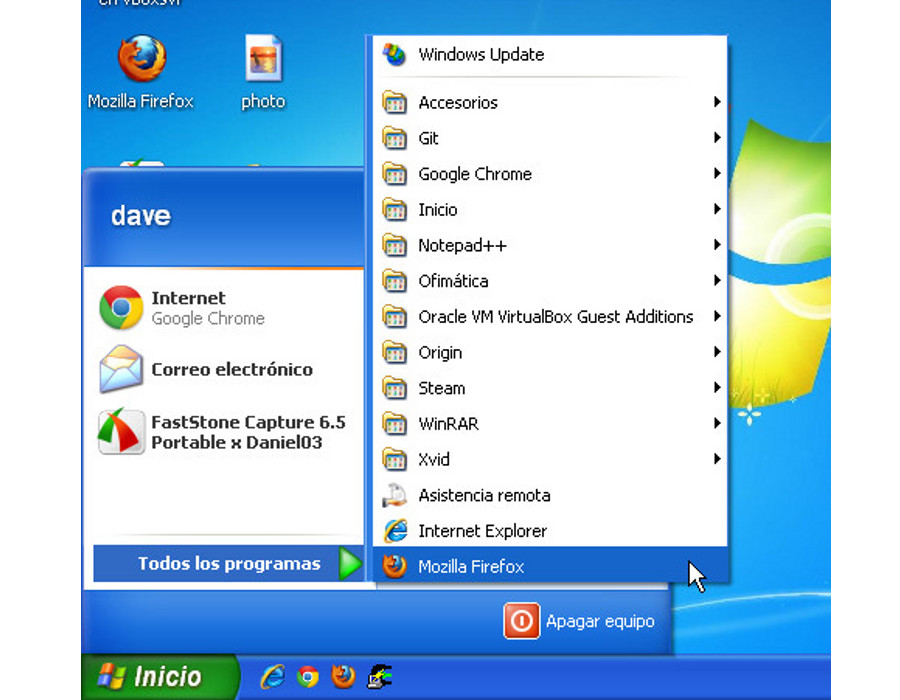 en vboxsvr
Mozilla Firefox
photo
dave
Internet
Google Chrome
Correo electrónico
FastStone Capture 6.5
Portable x Daniel03
Todos los programas
Windows Update
Accesorios
Git
Google Chrome
Inicio
Notepad++
Ofimática
Oracle VM VirtualBox Guest Additions
Origin
Steam
WinRAR
Xvid
Asistencia remota
Internet Explorer
Mozilla Firefox
Apagar equipo
Inicio